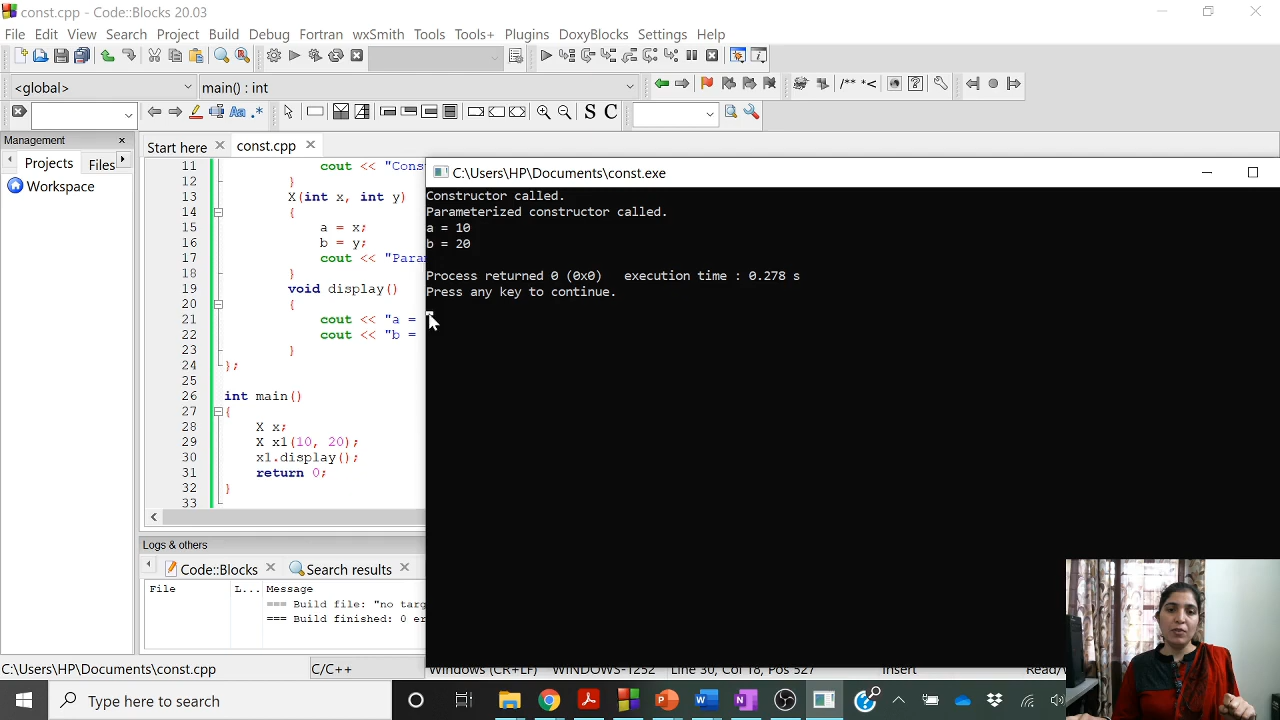 const.cpp - Code::Blocks 20.03
File Edit View Search Project Build Debug Fortran wxSmith Tools Tools+ Plugins DoxyBlocks Settings Help
<global> main() : int
/** *<
S C
Management
Projects Files
Workspace
Start here const.cpp
11 cout << "Cons
12 }
13 X(int x, int y)
14 {
15 a = x;
16 b = y;
17 cout << "Para
18 }
19 void display()
20 {
21 cout << "a =
22 cout << "b =
23 }
24 };
25
26 int main()
27 {
28 X x;
29 X x1(10, 20);
30 x1.display();
31 return 0;
32 }
33
C:\Users\HP\Documents\const.exe
Constructor called.
Parameterized constructor called.
a = 10
b = 20
Process returned 0 (0x0) execution time : 0.278 s
Press any key to continue.
Logs & others
Code::Blocks Search results
File L... Message
=== Build file: "no targ
=== Build finished: 0 er
C:\Users\HP\Documents\const.cpp C/C++ Windows (CR+LF) WINDOWS-1252 Line 30, Col 18, Pos 527 Insert Read/
Type here to search